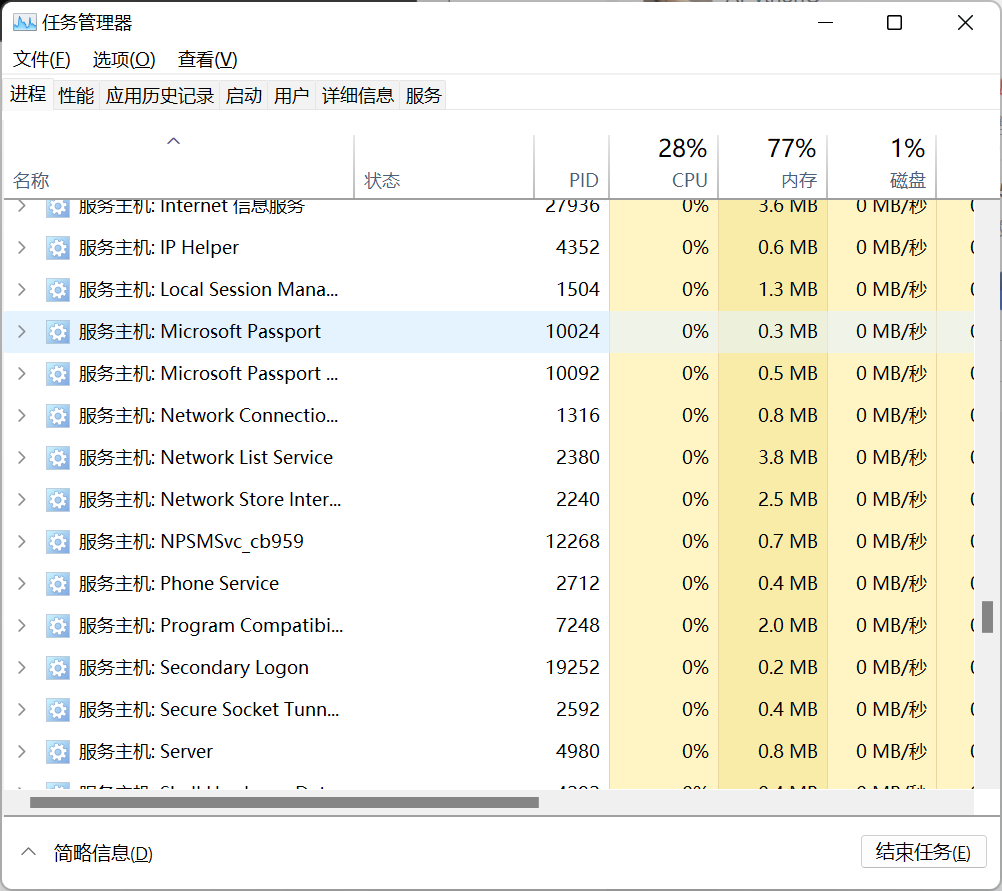 任务管理器
文件(F) 选项(O) 查看(V)
进程 性能 应用历史记录 启动 用户 详细信息 服务
28% 77% 1%
名称 状态 PID CPU 内存 磁盘
服务主机: Internet 信息服务 27936 0% 3.6 MB 0 MB/秒
服务主机: IP Helper 4352 0% 0.6 MB 0 MB/秒
服务主机: Local Session Mana... 1504 0% 1.3 MB 0 MB/秒
服务主机: Microsoft Passport 10024 0% 0.3 MB 0 MB/秒
服务主机: Microsoft Passport ... 10092 0% 0.5 MB 0 MB/秒
服务主机: Network Connectio... 1316 0% 0.8 MB 0 MB/秒
服务主机: Network List Service 2380 0% 3.8 MB 0 MB/秒
服务主机: Network Store Inter... 2240 0% 2.5 MB 0 MB/秒
服务主机: NPSMSvc_cb959 12268 0% 0.7 MB 0 MB/秒
服务主机: Phone Service 2712 0% 0.4 MB 0 MB/秒
服务主机: Program Compatibi... 7248 0% 2.0 MB 0 MB/秒
服务主机: Secondary Logon 19252 0% 0.2 MB 0 MB/秒
服务主机: Secure Socket Tunn... 2592 0% 0.4 MB 0 MB/秒
服务主机: Server 4980 0% 0.8 MB 0 MB/秒
简略信息(D) 结束任务(E)